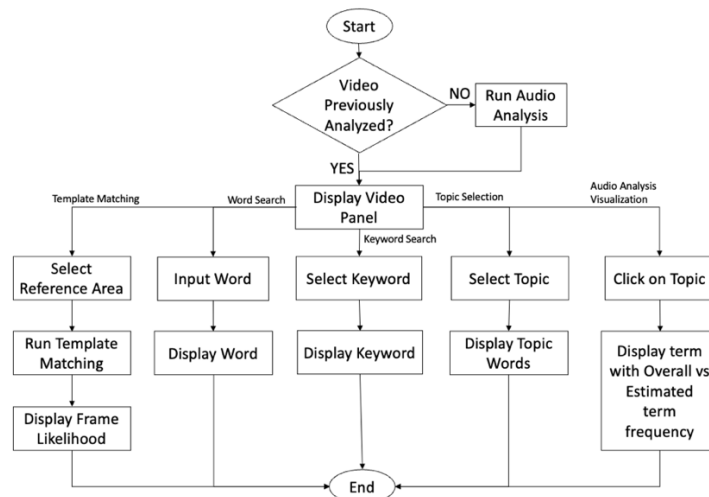 Start
Video
Previously
Analyzed?
NO
Run Audio
Analysis
YES
Display Video
Panel
Template Matching
Word Search
Topic Selection
Audio Analysis
Visualization
Keyword Search
Select
Reference Area
Input Word
Select Keyword
Select Topic
Click on Topic
Run Template
Matching
Display Word
Display Keyword
Display Topic
Words
Display term
with Overall vs
Estimated
term
frequency
Display Frame
Likelihood
End